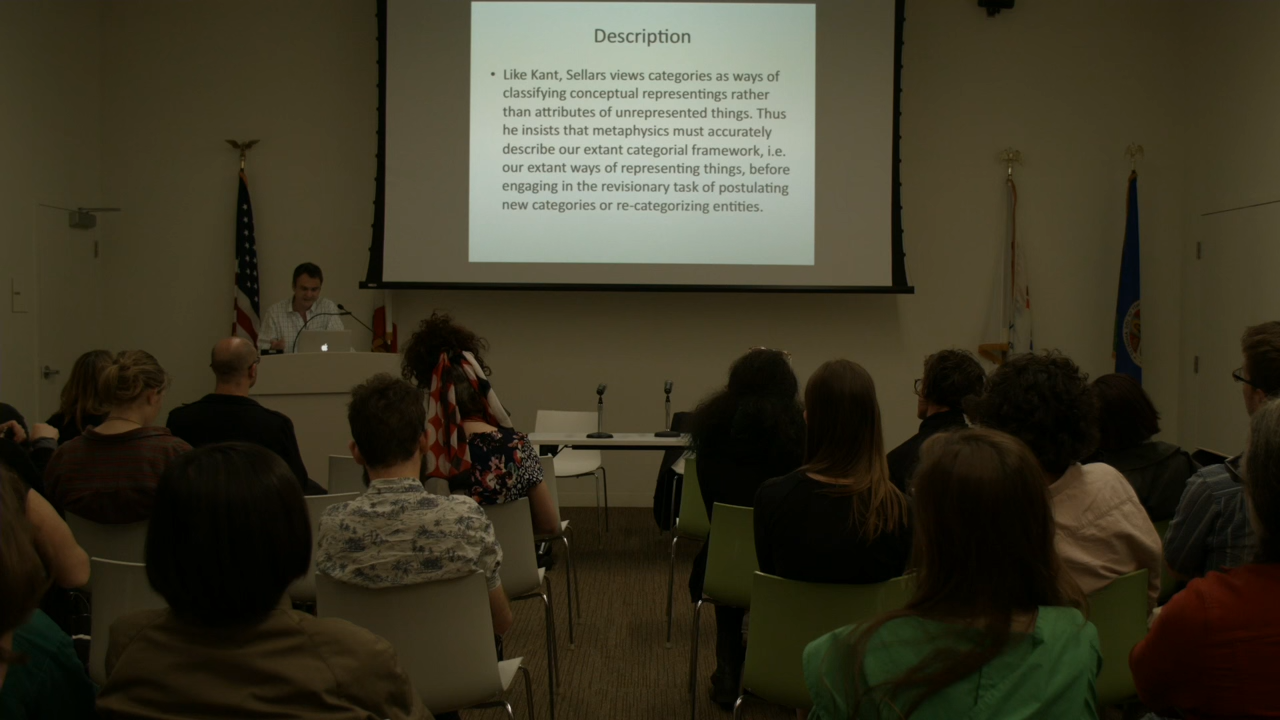 Description
• Like Kant, Sellars views categories as ways of
classifying conceptual representings rather
than attributes of unrepresented things. Thus
he insists that metaphysics must accurately
describe our extant categorial framework, i.e.
our extant ways of representing things, before
engaging in the revisionary task of postulating
new categories or re-categorizing entities.